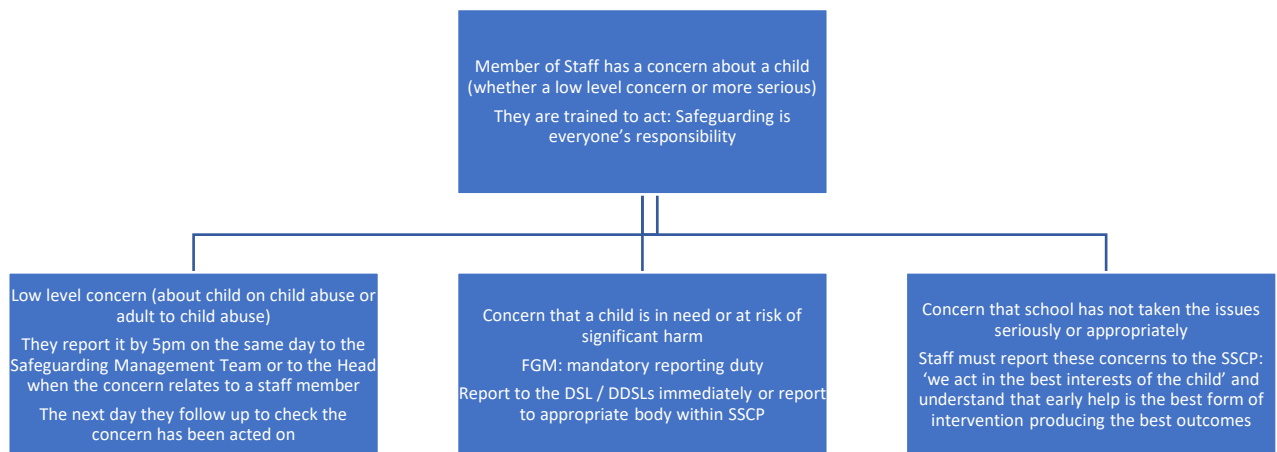 Member of Staff has a concern about a child
(whether a low level concern or more serious)
They are trained to act: Safeguarding is
everyone’s responsibility
Low level concern (about child on child abuse or
adult to child abuse)
They report it by 5pm on the same day to the
Safeguarding Management Team or to the Head
when the concern relates to a staff member
The next day they follow up to check the
concern has been acted on
Concern that a child is in need or at risk of
significant harm
FGM: mandatory reporting duty
Report to the DSL / DDSLs immediately or report
to appropriate body within SSCP
Concern that school has not taken the issues
seriously or appropriately
Staff must report these concerns to the SSCP:
‘we act in the best interests of the child’ and
understand that early help is the best form of
intervention producing the best outcomes